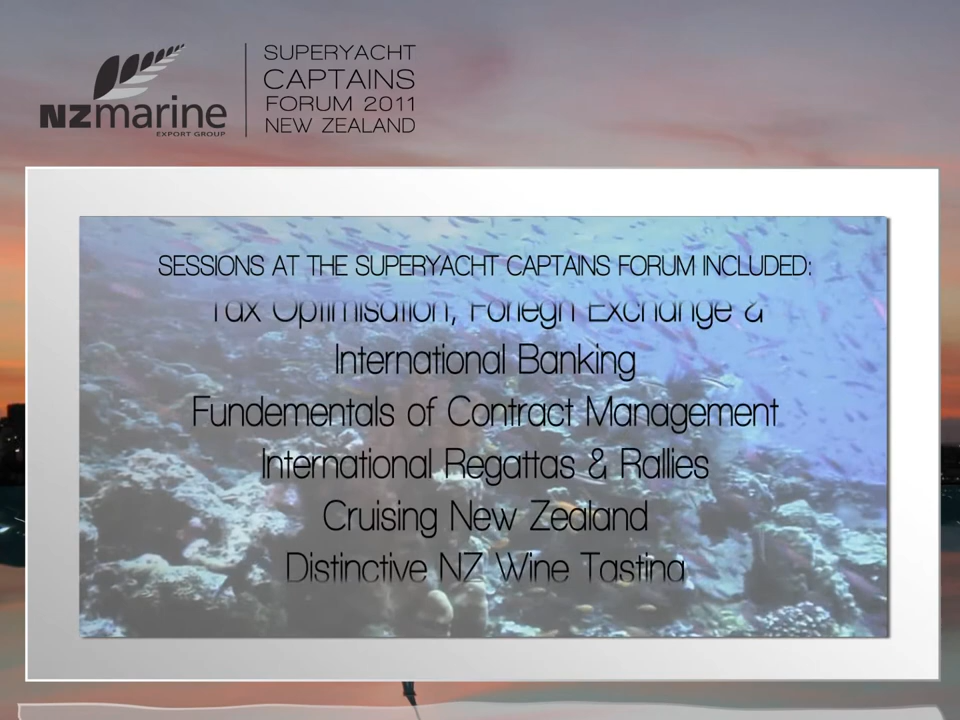 NZmarine
EXPORT GROUP
SUPERYACHT
CAPTAINS
FORUM 2011
NEW ZEALAND
SESSIONS AT THE SUPERYACHT CAPTAINS FORUM INCLUDED:
Tax Optimisation, Foriegn Exchange &
International Banking
Fundementals of Contract Management
International Regattas & Rallies
Cruising New Zealand
Distinctive NZ Wine Tasting